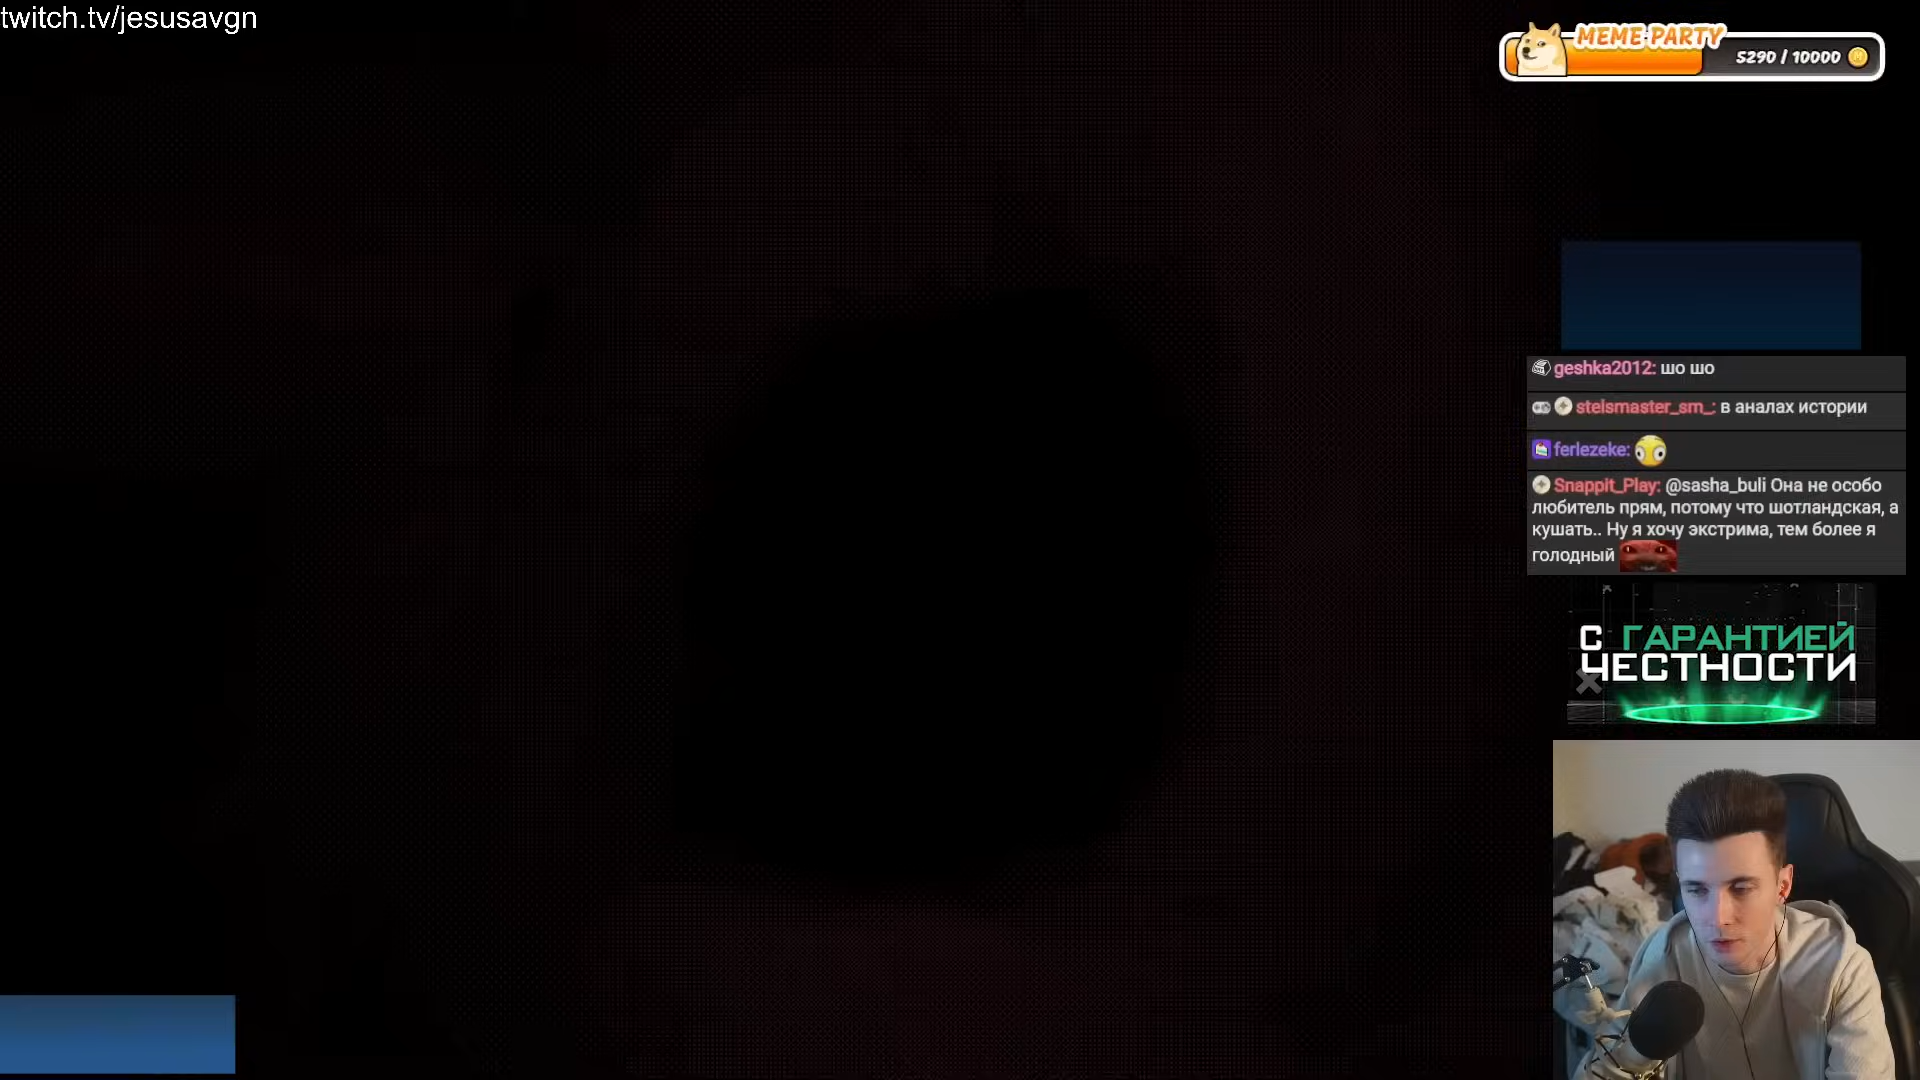 twitch.tv/jesusavgn
MEME PARTY
5290 / 10000
geshka2012: шо шо
stelsmaster_sm_: в аналах истории
ferlezeke:
Snappit_Play: @sasha_buli Она не особо
любитель прям, потому что шотландская, а
кушать.. Ну я хочу экстрима, тем более я
голодный
С ГАРАНТИЕЙ
ЧЕСТНОСТИ